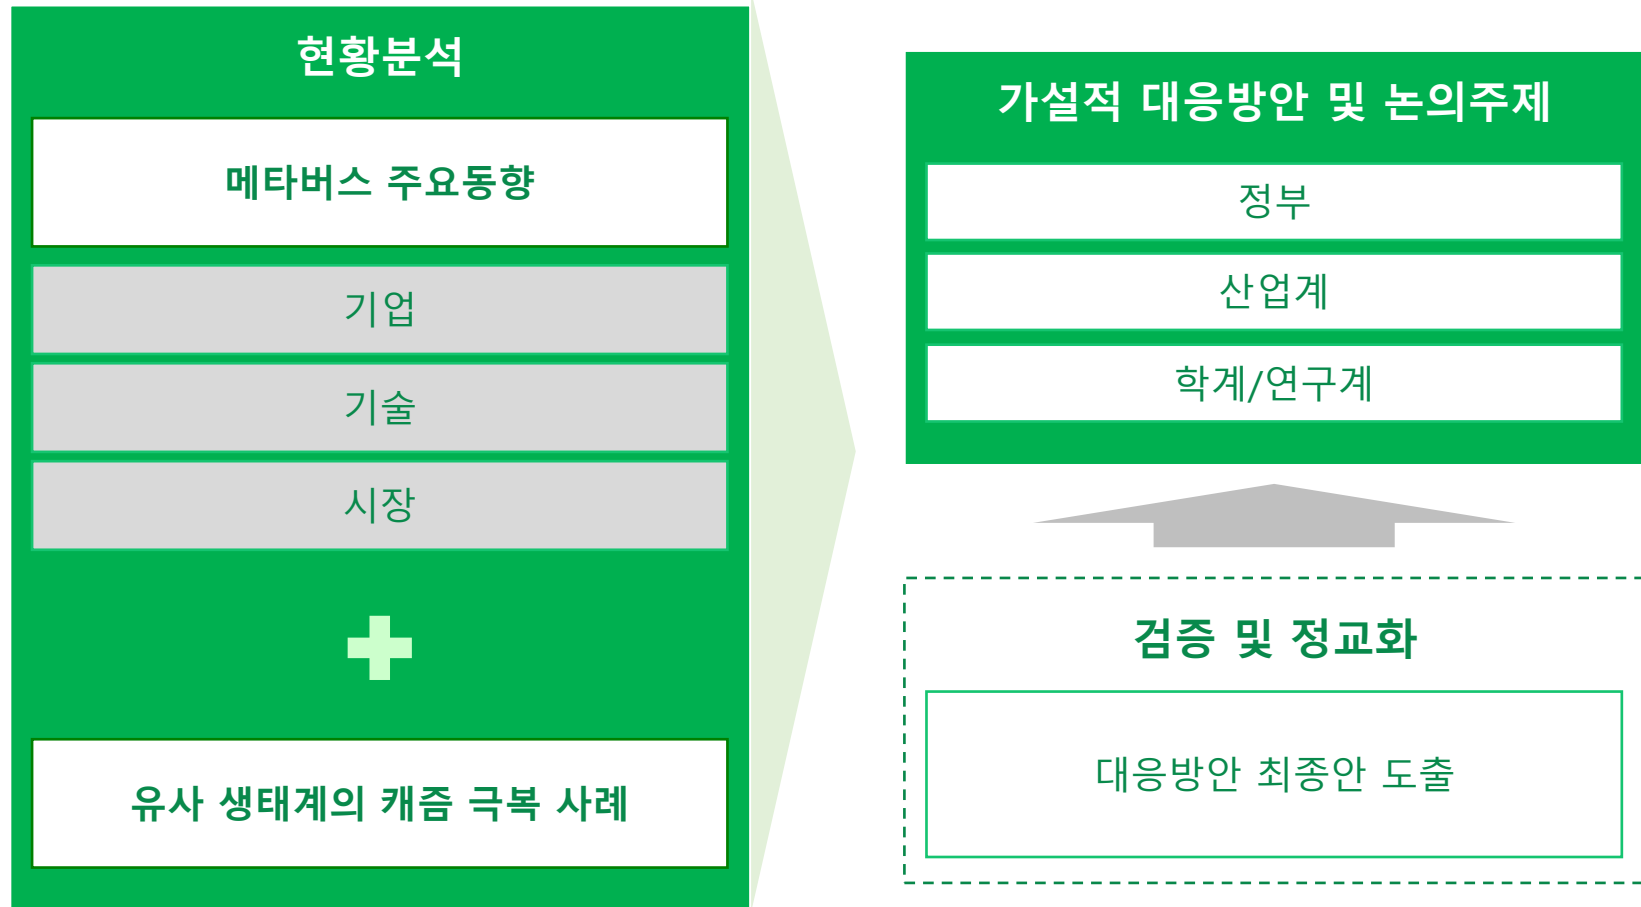 현황분석
메타버스 주요동향
기업
기술
시장
유사 생태계의 캐즘 극복 사례
가설적 대응방안 및 논의주제
정부
산업계
학계/연구계
검증 및 정교화
대응방안 최종안 도출